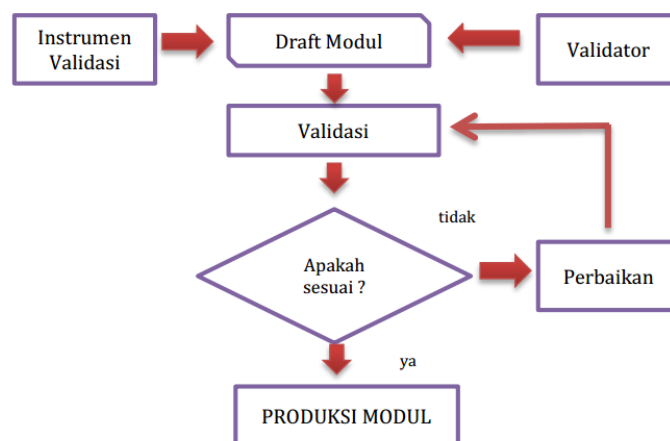 Instrumen
Validasi
Draft Modul
Validator
Validasi
tidak
Apakah
sesuai ?
Perbaikan
ya
PRODUKSI MODUL